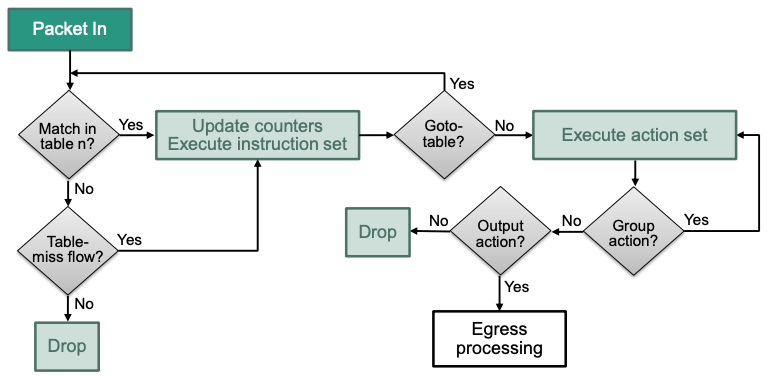 Packet In
Yes
Match in
table n?
Yes
Update counters
Execute instruction set
Goto-
table?
No
Execute action set
No
Table-
miss flow?
Yes
No
Drop
Drop
No
Output
action?
No
Group
action?
Yes
Yes
Egress
processing